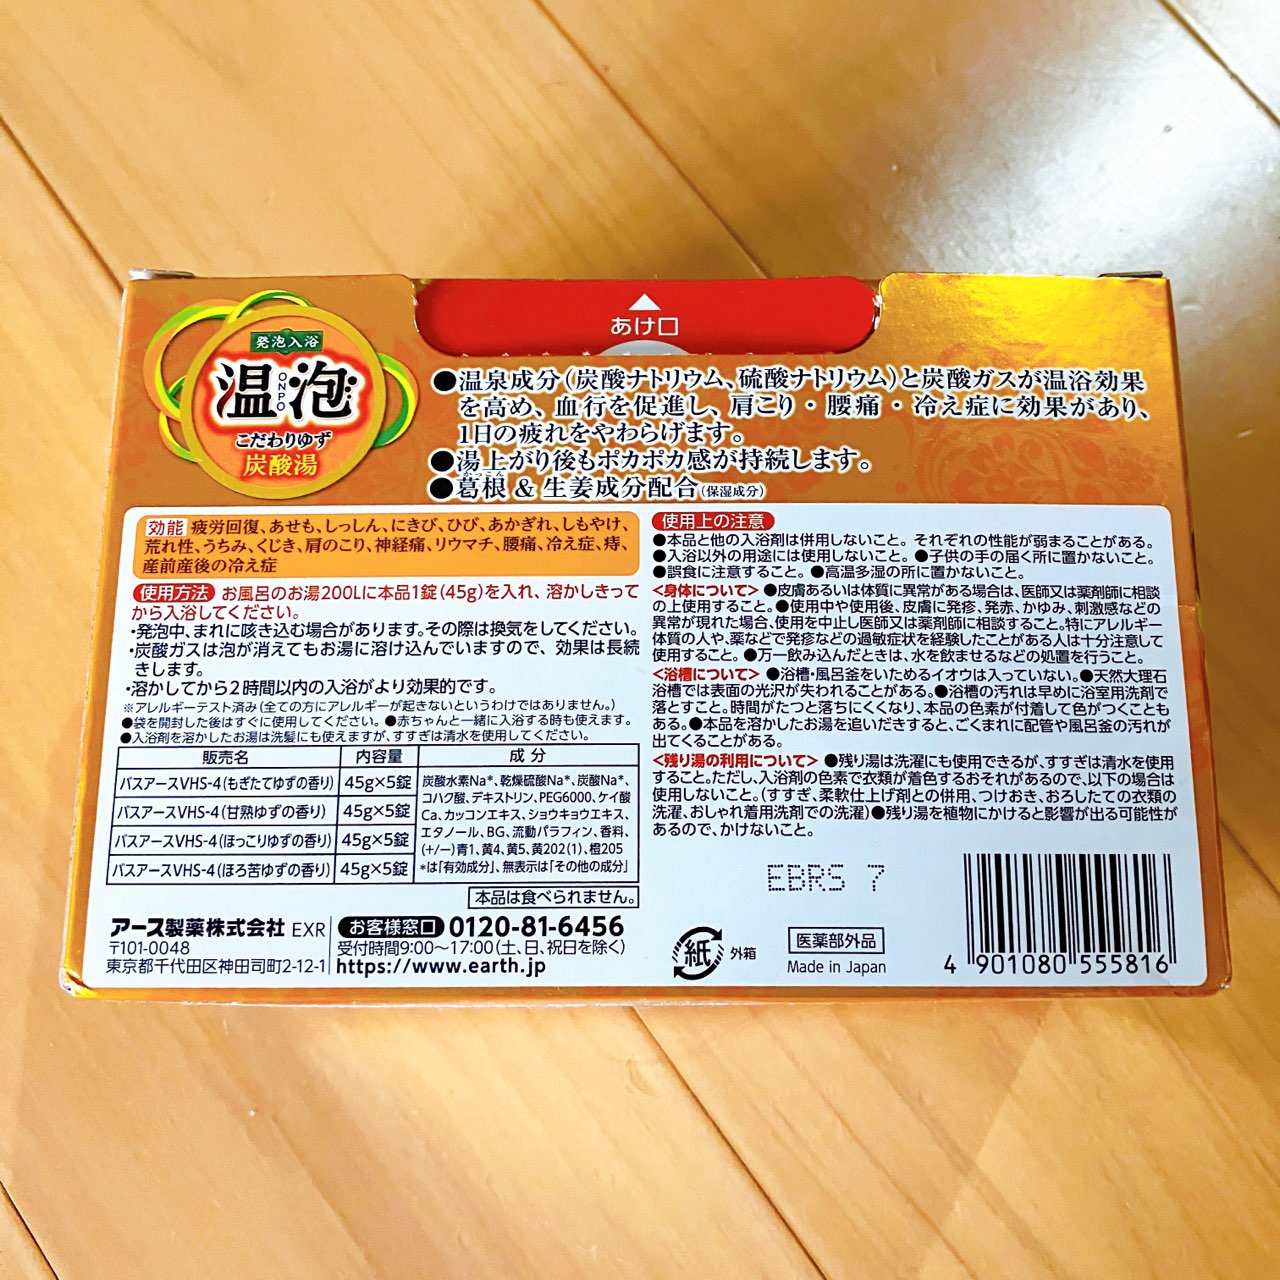 あけ口
発泡入浴
温泡
ONPO
こだわりゆず
炭酸湯
●温泉成分(炭酸ナトリウム、硫酸ナトリウム)と炭酸ガスが温浴効果
を高め、血行を促進し、肩こり・腰痛・冷え症に効果があり、
1日の疲れをやわらげます。
●湯上がり後もポカポカ感が持続します。
かっこん
●葛根&生姜成分配合(保湿成分)
効能 疲労回復、あせも、しっしん、にきび、ひび、あかぎれ、しもやけ、
荒れ性、うちみ、くじき、肩のこり、神経痛、リウマチ、腰痛、冷え症、痔、
産前産後の冷え症
使用方法 お風呂のお湯200Lに本品1錠(45g)を入れ、溶かしきって
から入浴してください。
・発泡中、まれに咳き込む場合があります。その際は換気をしてください。
・炭酸ガスは泡が消えてもお湯に溶け込んでいますので、効果は長続
きします。
・溶かしてから2時間以内の入浴がより効果的です。
※アレルギーテスト済み(全ての方にアレルギーが起きないというわけではありません。)
●袋を開封した後はすぐに使用してください。●赤ちゃんと一緒に入浴する時も使えます。
●入浴剤を溶かしたお湯は洗髪にも使えますが、すすぎは清水を使用してください。
販売名 内容量 成分
バスアースVHS-4(もぎたてゆずの香り) 45g×5錠
バスアースVHS-4(甘熟ゆずの香り) 45g×5錠
バスアースVHS-4(ほっこりゆずの香り) 45g×5錠
バスアースVHS-4(ほろ苦ゆずの香り) 45g×5錠
炭酸水素Na*、乾燥硫酸Na*、炭酸Na*、
コハク酸、デキストリン、PEG6000、ケイ酸
Ca、カッコンエキス、ショウキョウエキス、
エタノール、BG、流動パラフィン、香料、
(+/−)青1、黄4、黄5、黄202(1)、橙205
*は「有効成分」、無表示は「その他の成分」
本品は食べられません。
アース製薬株式会社 EXR
〒101-0048
東京都千代田区神田司町2-12-1
お客様窓口 0120-81-6456
受付時間9:00〜17:00(土、日、祝日を除く)
https://www.earth.jp
使用上の注意
●本品と他の入浴剤は併用しないこと。それぞれの性能が弱まることがある。
●入浴以外の用途には使用しないこと。●子供の手の届く所に置かないこと。
●誤食に注意すること。●高温多湿の所に置かないこと。
<身体について>●皮膚あるいは体質に異常がある場合は、医師又は薬剤師に相談
の上使用すること。●使用中や使用後、皮膚に発疹、発赤、かゆみ、刺激感などの
異常が現れた場合、使用を中止し医師又は薬剤師に相談すること。特にアレルギー
体質の人や、薬などで発疹などの過敏症状を経験したことがある人は十分注意して
使用すること。●万一飲み込んだときは、水を飲ませるなどの処置を行うこと。
<浴槽について>●浴槽・風呂釜をいためるイオウは入っていない。●天然大理石
浴槽では表面の光沢が失われることがある。●浴槽の汚れは早めに浴室用洗剤で
落とすこと。時間がたつと落ちにくくなり、本品の色素が付着して色がつくことも
ある。●本品を溶かしたお湯を追いだきすると、ごくまれに配管や風呂釜の汚れが
出てくることがある。
<残り湯の利用について>●残り湯は洗濯にも使用できるが、すすぎは清水を使用
すること。ただし、入浴剤の色素で衣類が着色するおそれがあるので、以下の場合は
使用しないこと。(すすぎ、柔軟仕上げ剤との併用、つけおき、おろしたての衣類の
洗濯、おしゃれ着用洗剤での洗濯)●残り湯を植物にかけると影響が出る可能性が
あるので、かけないこと。
EBRS 7
紙 外箱
医薬部外品
Made in Japan
4 901080 555816